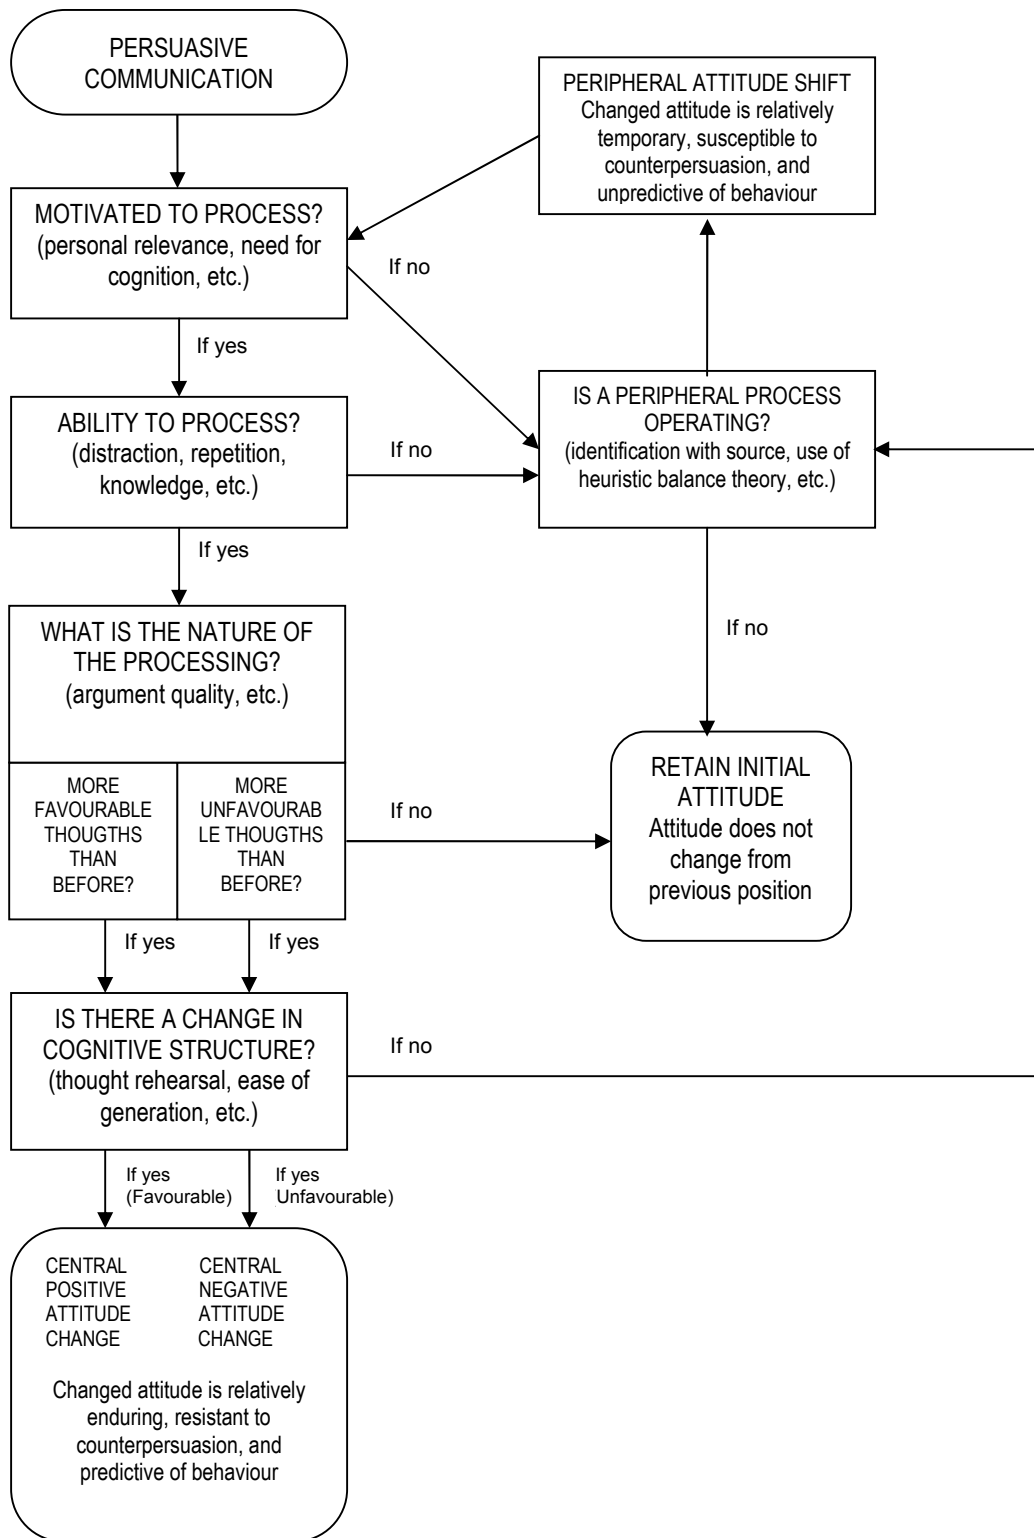 PERSUASIVE
COMMUNICATION
PERIPHERAL ATTITUDE SHIFT
Changed attitude is relatively
temporary, susceptible to
counterpersuasion, and
unpredictive of behaviour
MOTIVATED TO PROCESS?
(personal relevance, need for
cognition, etc.)
If no
If yes
ABILITY TO PROCESS?
(distraction, repetition,
knowledge, etc.)
If no
IS A PERIPHERAL PROCESS
OPERATING?
(identification with source, use of
heuristic balance theory, etc.)
If yes
WHAT IS THE NATURE OF
THE PROCESSING?
(argument quality, etc.)
If no
MORE
FAVOURABLE
THOUGTHS
THAN
BEFORE?
MORE
UNFAVOURAB
LE THOUGTHS
THAN
BEFORE?
If no
RETAIN INITIAL
ATTITUDE
Attitude does not
change from
previous position
If yes
If yes
IS THERE A CHANGE IN
COGNITIVE STRUCTURE?
(thought rehearsal, ease of
generation, etc.)
If no
If yes
(Favourable)
If yes
Unfavourable)
CENTRAL
POSITIVE
ATTITUDE
CHANGE
CENTRAL
NEGATIVE
ATTITUDE
CHANGE
Changed attitude is relatively
enduring, resistant to
counterpersuasion, and
predictive of behaviour